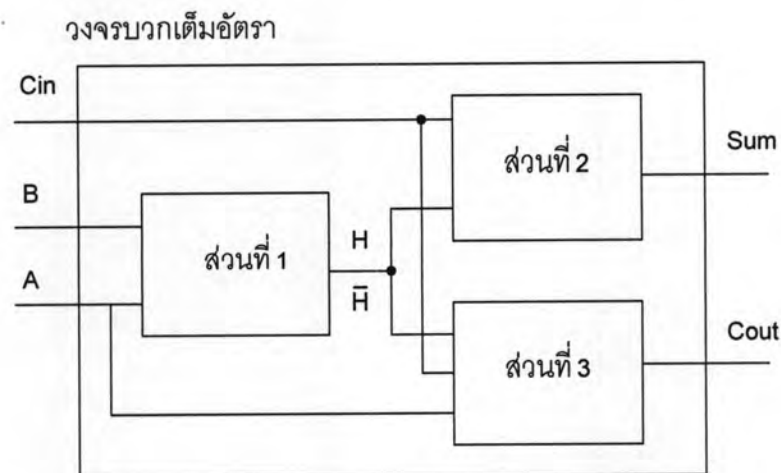 วงจรบวกเต็มอัตรา
Cin
ส่วนที่ 2
Sum
B
ส่วนที่ 1
H
A
H̄
ส่วนที่ 3
Cout